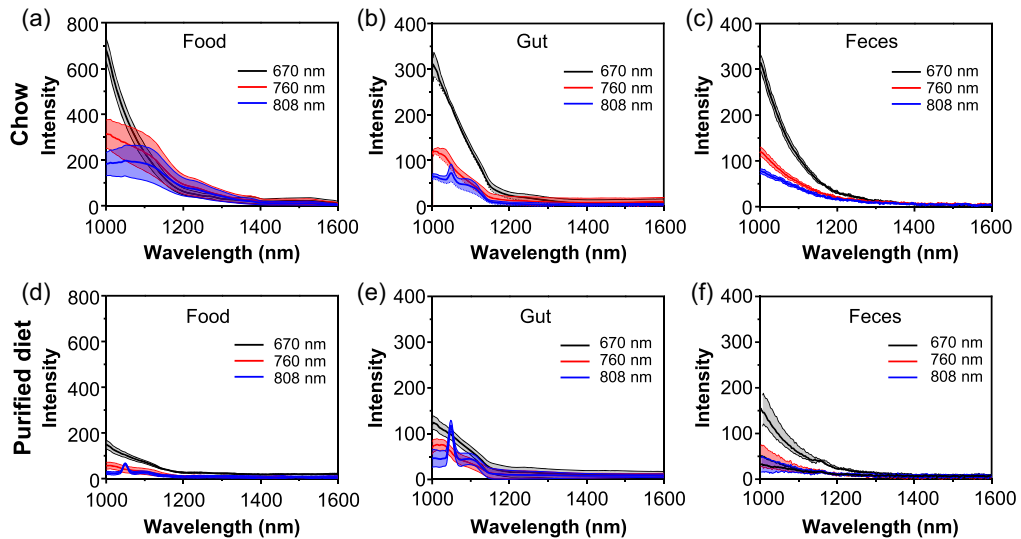 (a)
Chow
Intensity
800
600
400
200
0
Food
670 nm
760 nm
808 nm
1000 1200 1400 1600
Wavelength (nm)
(b)
Intensity
400
300
200
100
0
Gut
670 nm
760 nm
808 nm
1000 1200 1400 1600
Wavelength (nm)
(c)
Intensity
400
300
200
100
0
Feces
670 nm
760 nm
808 nm
1000 1200 1400 1600
Wavelength (nm)
(d)
Purified diet
Intensity
800
600
400
200
0
Food
670 nm
760 nm
808 nm
1000 1200 1400 1600
Wavelength (nm)
(e)
Intensity
400
300
200
100
0
Gut
670 nm
760 nm
808 nm
1000 1200 1400 1600
Wavelength (nm)
(f)
Intensity
400
300
200
100
0
Feces
670 nm
760 nm
808 nm
1000 1200 1400 1600
Wavelength (nm)